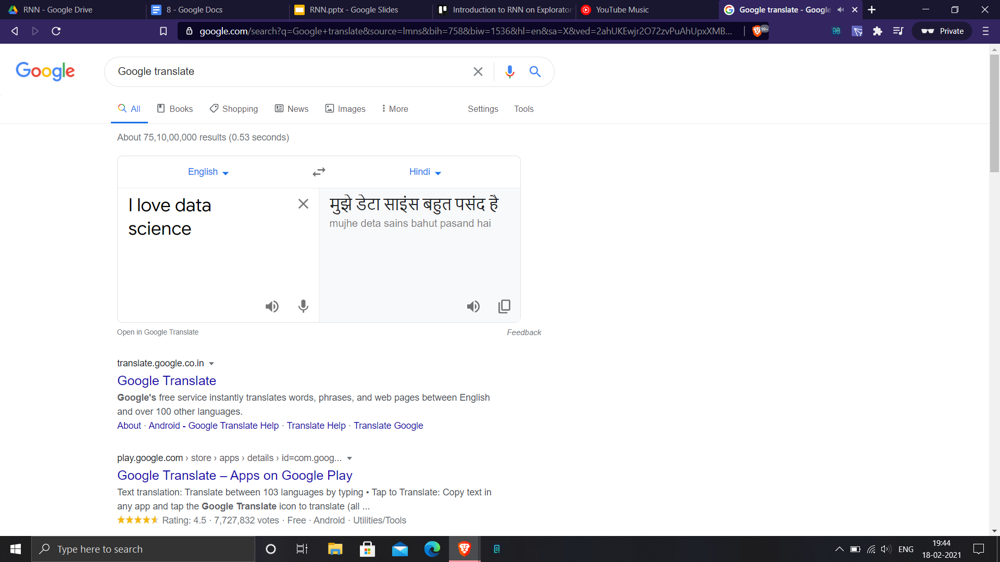 RNN - Google Drive
8 - Google Docs
RNN.pptx - Google Slides
Introduction to RNN on Explorator
YouTube Music
Google translate - Google
google.com/search?q=Google+translate&source=lmns&bih=758&biw=1536&hl=en&sa=X&ved=2ahUKEwjr2O72zvPuAhUpxXMB...
99+
Private
Google
Google translate
All
Books
Shopping
News
Images
More
Settings
Tools
About 75,10,00,000 results (0.53 seconds)
English
Hindi
I love data
science
मुझे डेटा साइंस बहुत पसंद है
mujhe deta sains bahut pasand hai
Open in Google Translate
Feedback
translate.google.co.in
Google Translate
Google's free service instantly translates words, phrases, and web pages between English
and over 100 other languages.
About · Android - Google Translate Help · Translate Help · Translate Google
play.google.com › store › apps › details › id=com.goog...
Google Translate – Apps on Google Play
Text translation: Translate between 103 languages by typing • Tap to Translate: Copy text in
any app and tap the Google Translate icon to translate (all ...
Rating: 4.5 · 7,727,832 votes · Free · Android · Utilities/Tools
Type here to search
ENG
19:44
18-02-2021